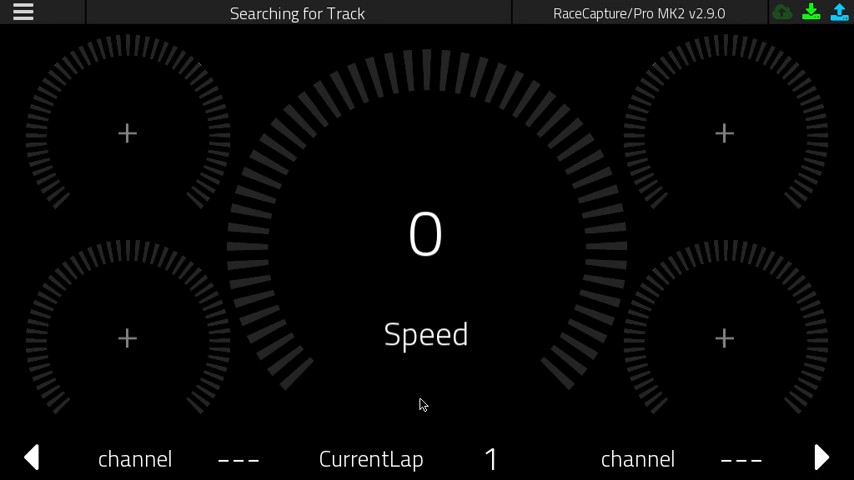 Searching for Track
RaceCapture/Pro MK2 v2.9.0
+
+
0
Speed
+
+
channel
---
CurrentLap
1
channel
---